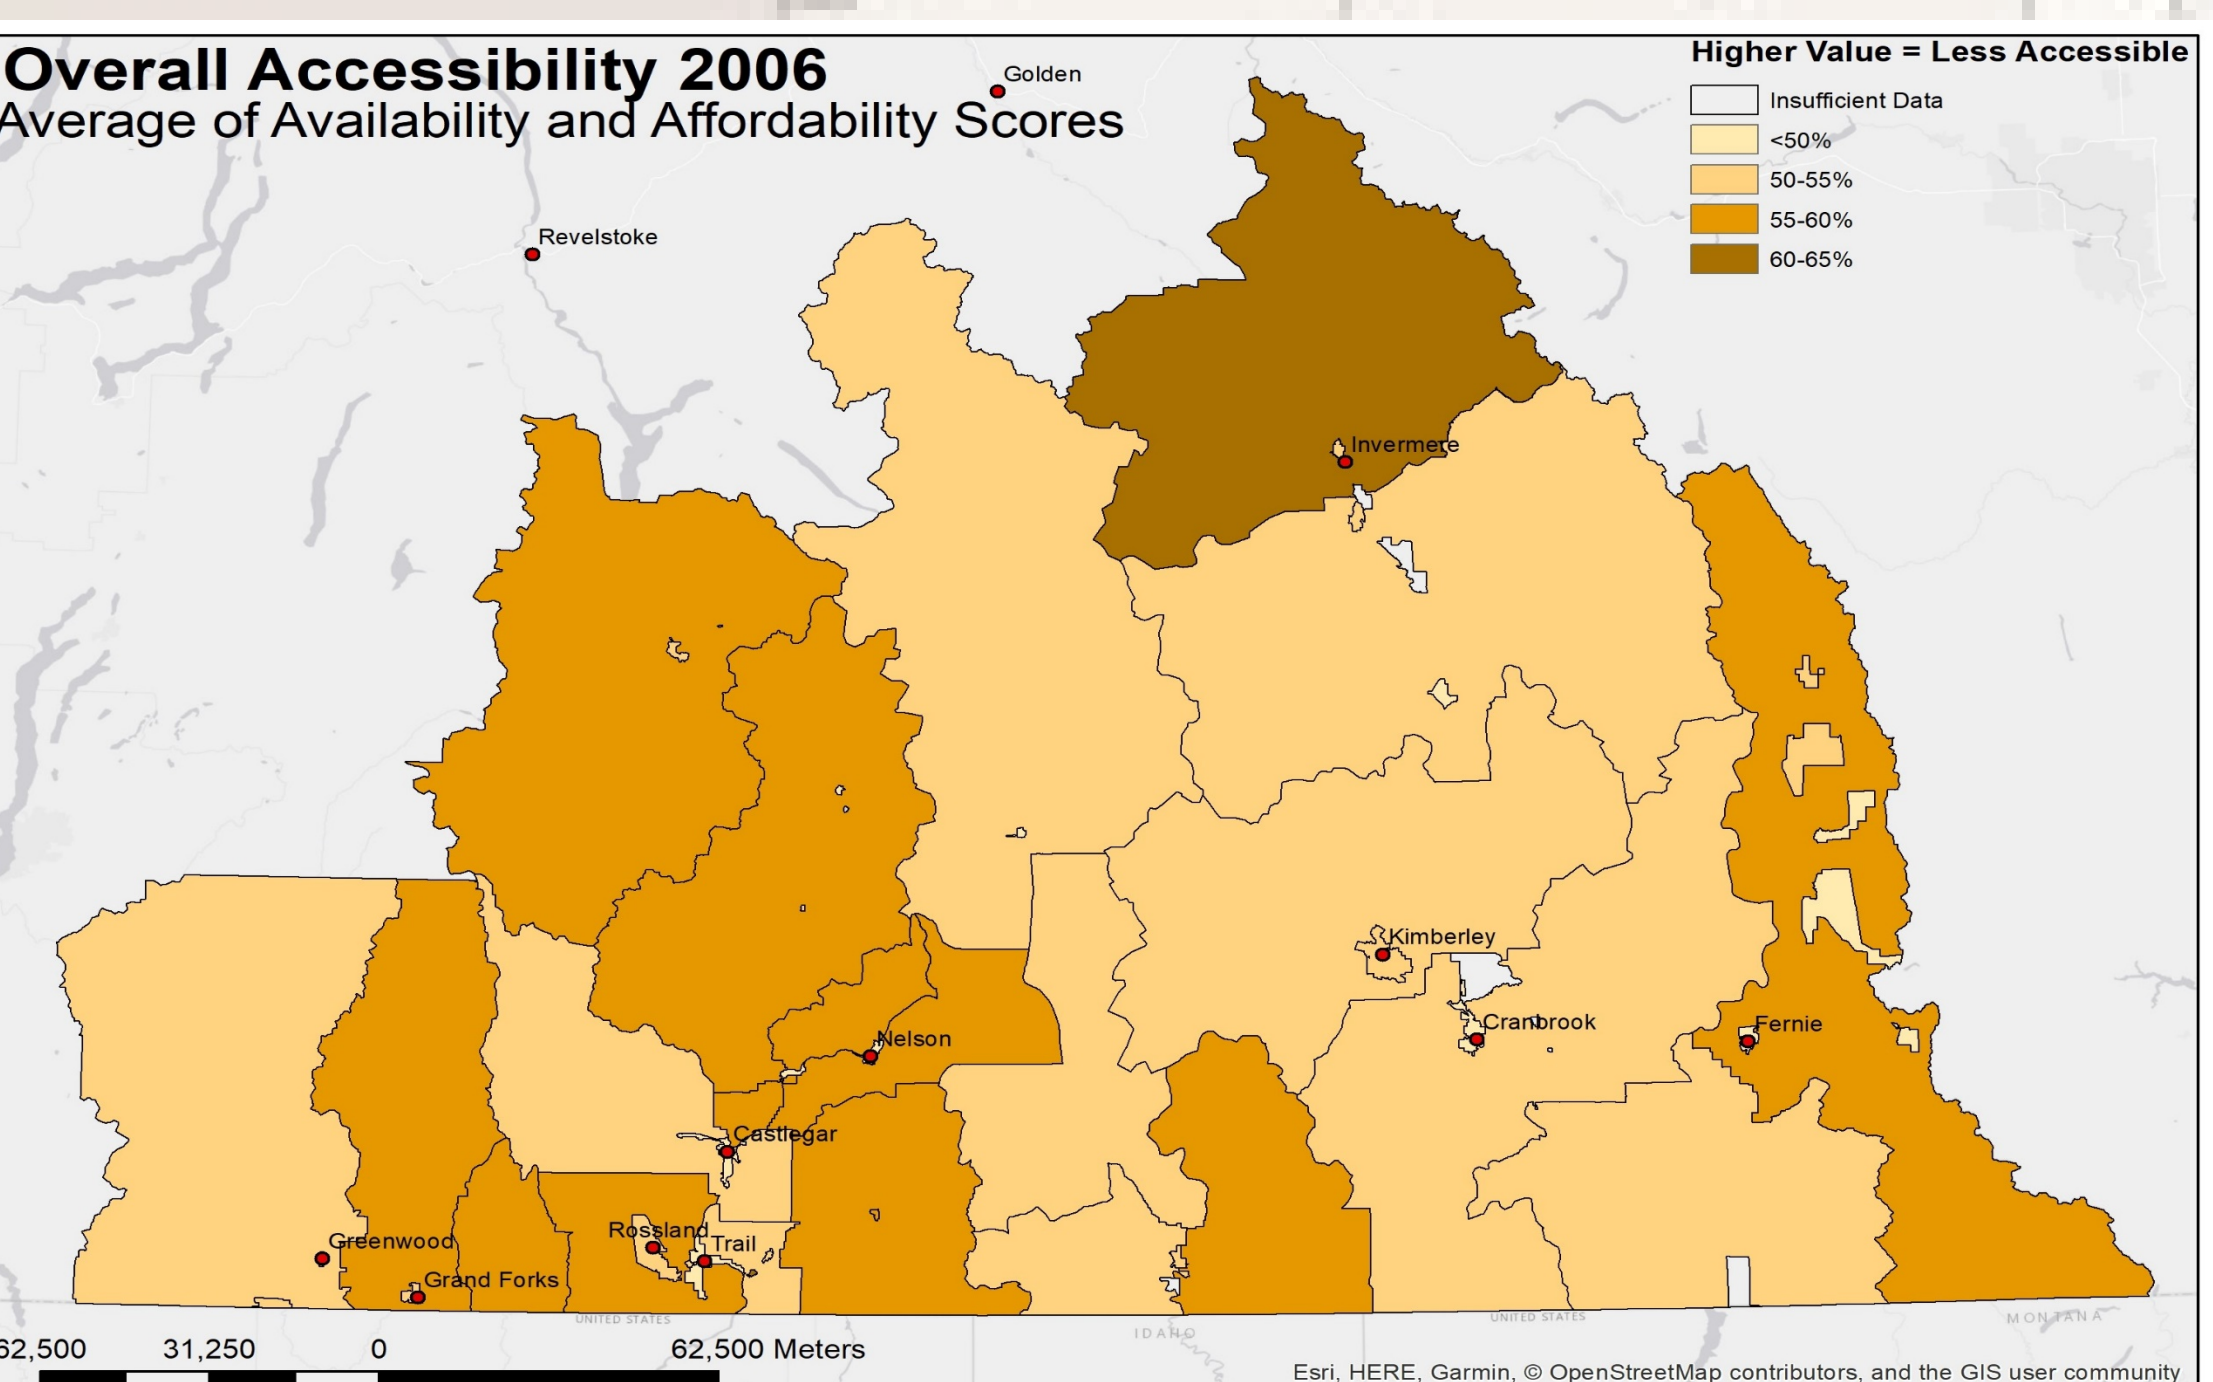 Overall Accessibility 2006
Average of Availability and Affordability Scores
Higher Value = Less Accessible
Insufficient Data
<50%
50-55%
55-60%
60-65%
Golden
Revelstoke
Invermere
Kimberley
Cranbrook
Fernie
Nelson
Castlegar
Rossland
Trail
Greenwood
Grand Forks
UNITED STATES
IDAHO
UNITED STATES
MONTANA
62,500 31,250 0 62,500 Meters
Esri, HERE, Garmin, © OpenStreetMap contributors, and the GIS user community